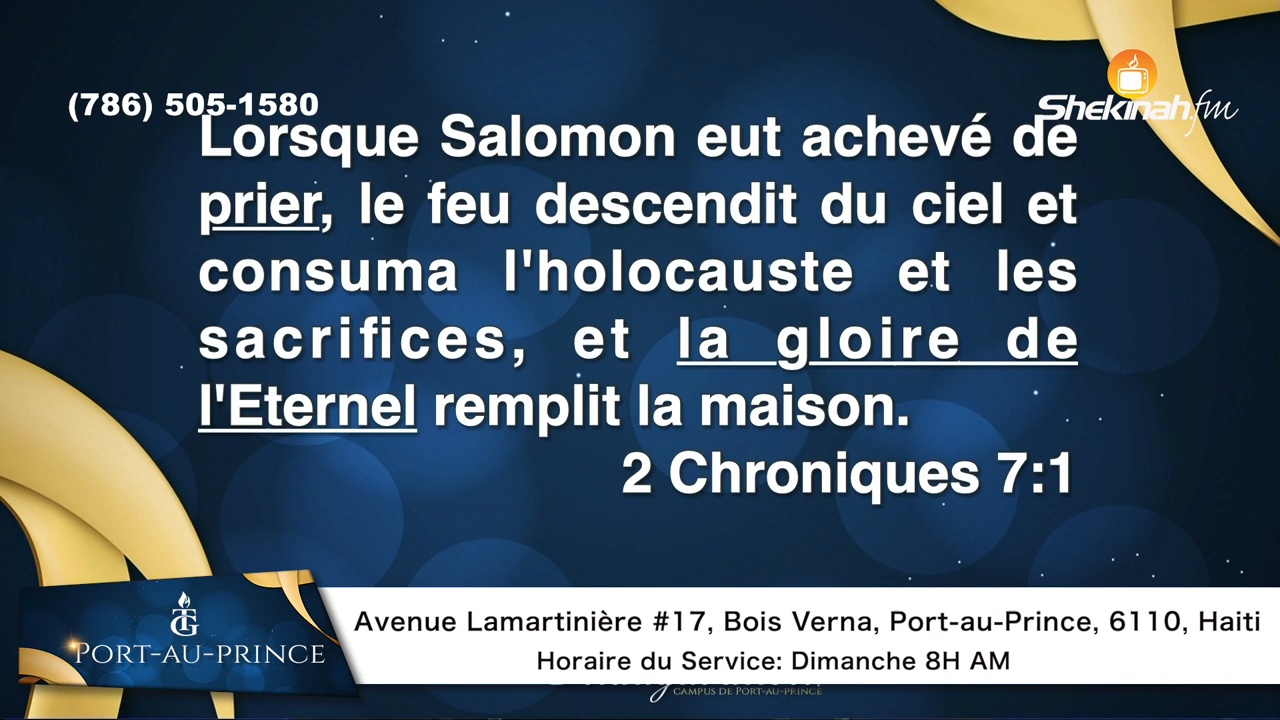 (786) 505-1580
Shekinah.fm
Lorsque Salomon eut achevé de
prier, le feu descendit du ciel et
consuma l'holocauste et les
sacrifices, et la gloire de
l'Eternel remplit la maison.
2 Chroniques 7:1
TG
PORT-AU-PRINCE
Avenue Lamartinière #17, Bois Verna, Port-au-Prince, 6110, Haiti
Horaire du Service: Dimanche 8H AM
CAMPUS DE PORT-AU-PRINCE